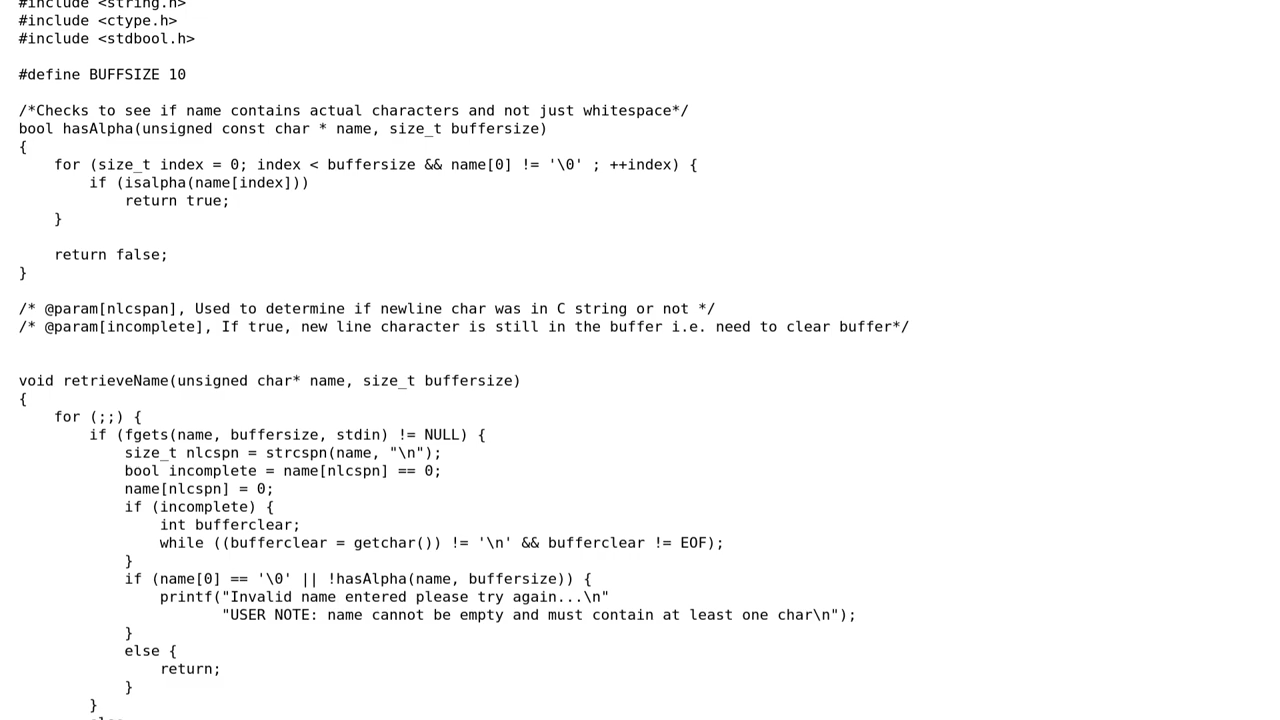 #include <string.h>
#include <ctype.h>
#include <stdbool.h>
#define BUFFSIZE 10
/*Checks to see if name contains actual characters and not just whitespace*/
bool hasAlpha(unsigned const char * name, size_t buffersize)
{
    for (size_t index = 0; index < buffersize && name[0] != '\0' ; ++index) {
        if (isalpha(name[index]))
            return true;
    }
    return false;
}
/* @param[nlcspan], Used to determine if newline char was in C string or not */
/* @param[incomplete], If true, new line character is still in the buffer i.e. need to clear buffer*/
void retrieveName(unsigned char* name, size_t buffersize)
{
    for (;;) {
        if (fgets(name, buffersize, stdin) != NULL) {
            size_t nlcspn = strcspn(name, "\n");
            bool incomplete = name[nlcspn] == 0;
            name[nlcspn] = 0;
            if (incomplete) {
                int bufferclear;
                while ((bufferclear = getchar()) != '\n' && bufferclear != EOF);
            }
            if (name[0] == '\0' || !hasAlpha(name, buffersize)) {
                printf("Invalid name entered please try again...\n"
                       "USER NOTE: name cannot be empty and must contain at least one char\n");
            }
            else {
                return;
            }
        }